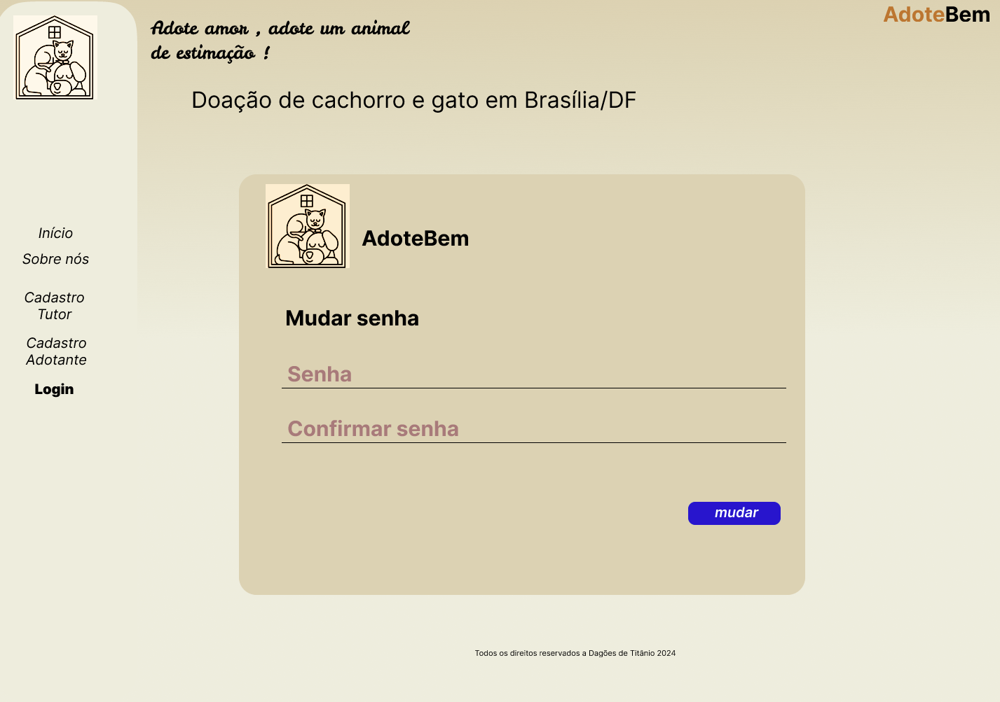 AdoteBem
Adote amor , adote um animal
de estimação !
Doação de cachorro e gato em Brasília/DF
Início
Sobre nós
Cadastro
Tutor
Cadastro
Adotante
Login
AdoteBem
Mudar senha
Senha
Confirmar senha
mudar
Todos os direitos reservados a Dagões de Titânio 2024